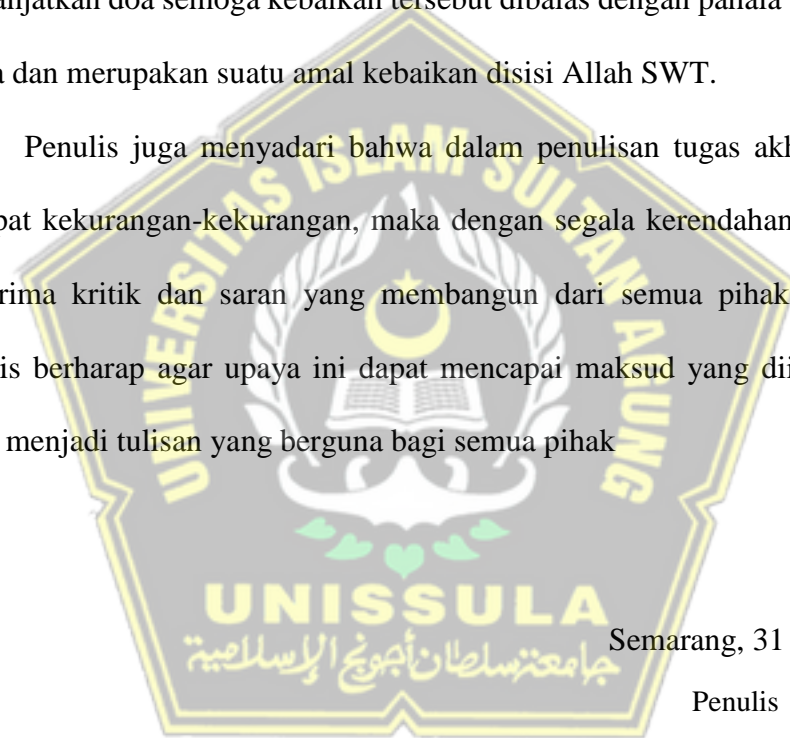 njatkan doa semoga kebaikan tersebut dibalas dengan pahala
a dan merupakan suatu amal kebaikan disisi Allah SWT.
Penulis juga menyadari bahwa dalam penulisan tugas akh
pat kekurangan-kekurangan, maka dengan segala kerendahan
rima kritik dan saran yang membangun dari semua pihak
is berharap agar upaya ini dapat mencapai maksud yang dii
menjadi tulisan yang berguna bagi semua pihak
UNIVERSITAS ISLAM SULTAN AGUNG
UNISSULA
جامعتسلطان أجونج الإسلامية
Semarang, 31
Penulis